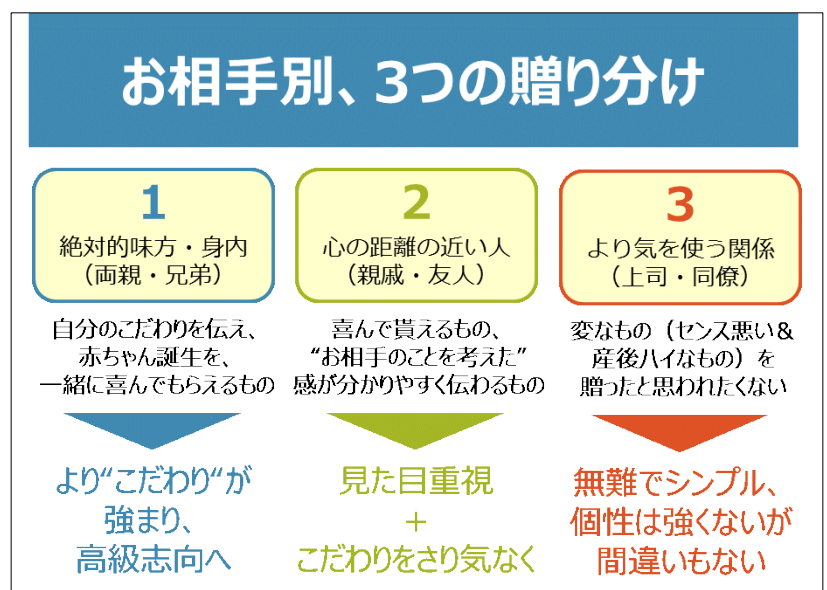 お相手別、3つの贈り分け
1
絶対的味方・身内
（両親・兄弟）
自分のこだわりを伝え、
赤ちゃん誕生を、
一緒に喜んでもらえるもの
より“こだわり“が
強まり、
高級志向へ
2
心の距離の近い人
（親戚・友人）
喜んで貰えるもの、
“お相手のことを考えた”
感が分かりやすく伝わるもの
見た目重視
＋
こだわりをさり気なく
3
より気を使う関係
（上司・同僚）
変なもの（センス悪い＆
産後ハイなもの）を
贈ったと思われたくない
無難でシンプル、
個性は強くないが
間違いもない